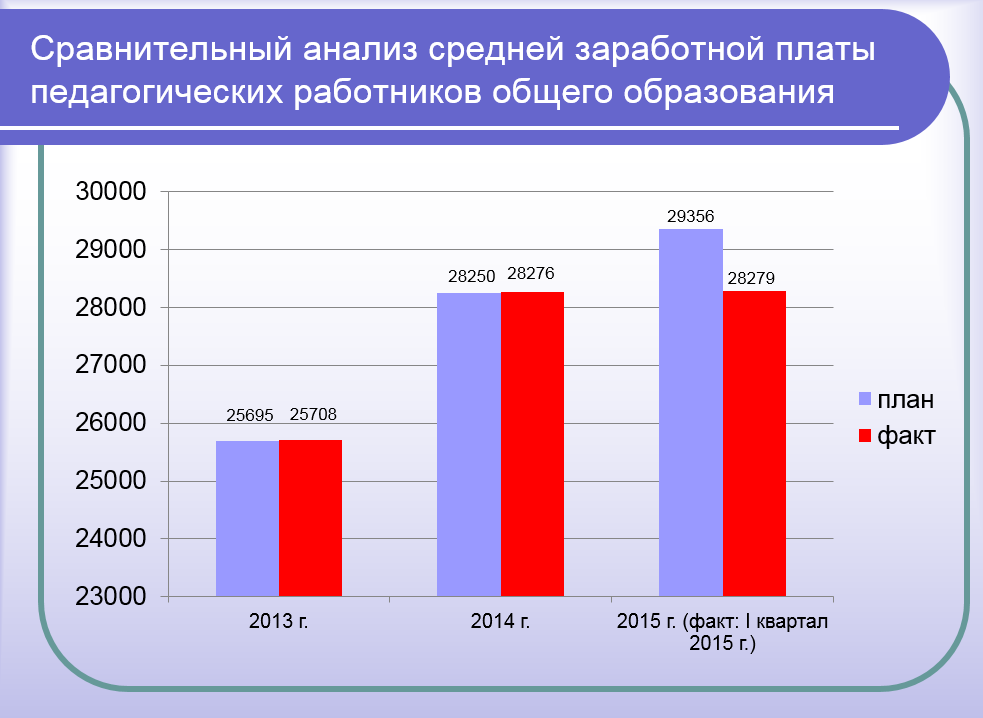 Сравнительный анализ средней заработной платы
педагогических работников общего образования
30000
29000
28000
27000
26000
25000
24000
23000
25695
25708
28250
28276
29356
28279
2013 г.
2014 г.
2015 г. (факт: I квартал
2015 г.)
план
факт